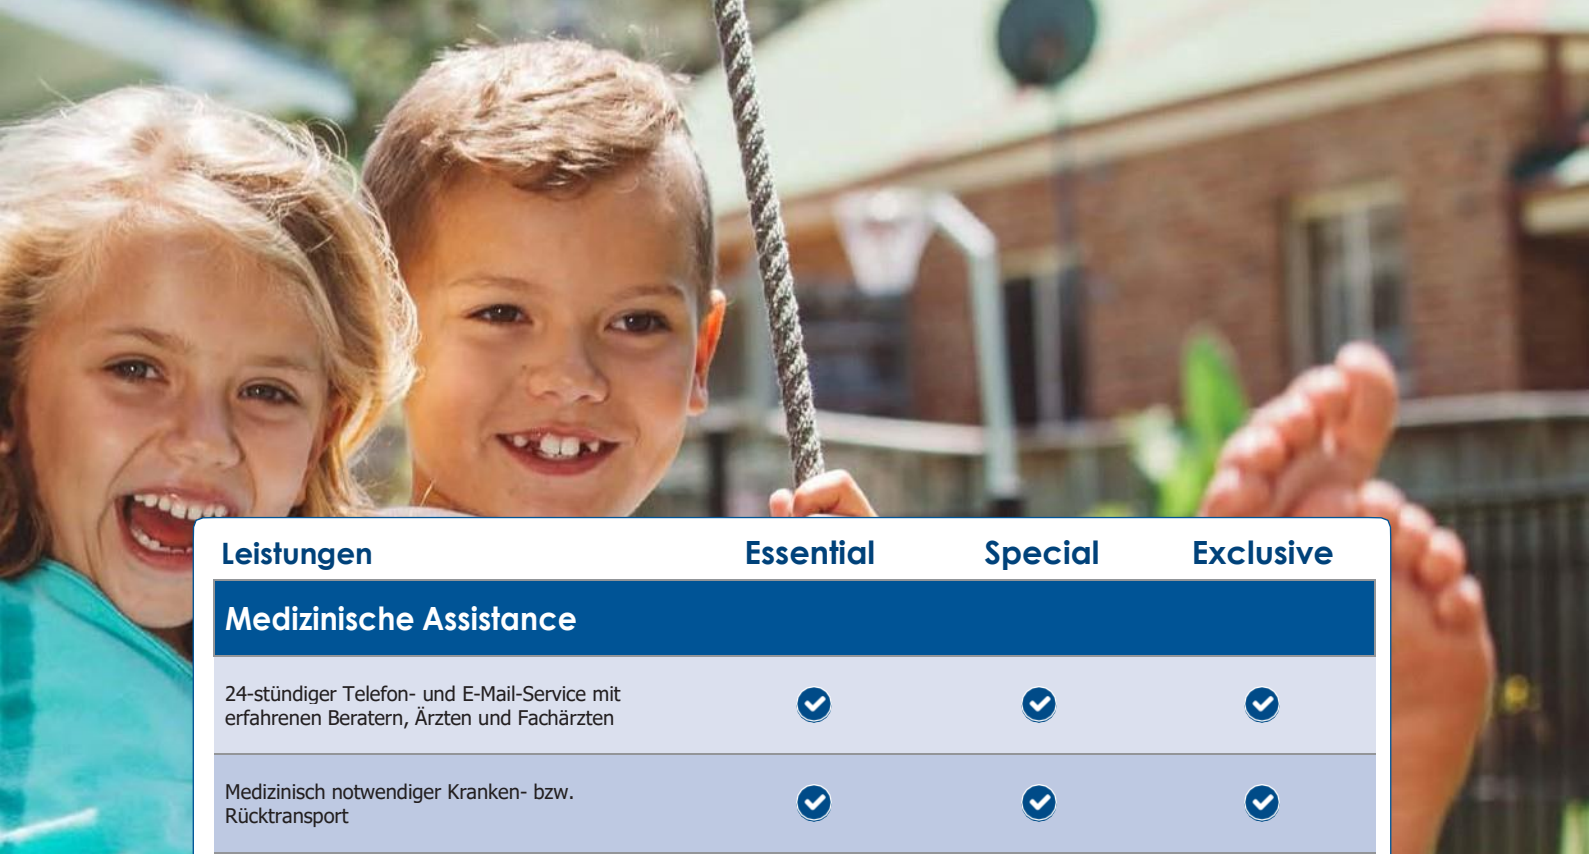 Leistungen Essential Special Exclusive
Medizinische Assistance
24-stündiger Telefon- und E-Mail-Service mit
erfahrenen Beratern, Ärzten und Fachärzten
Medizinisch notwendiger Kranken- bzw.
Rücktransport